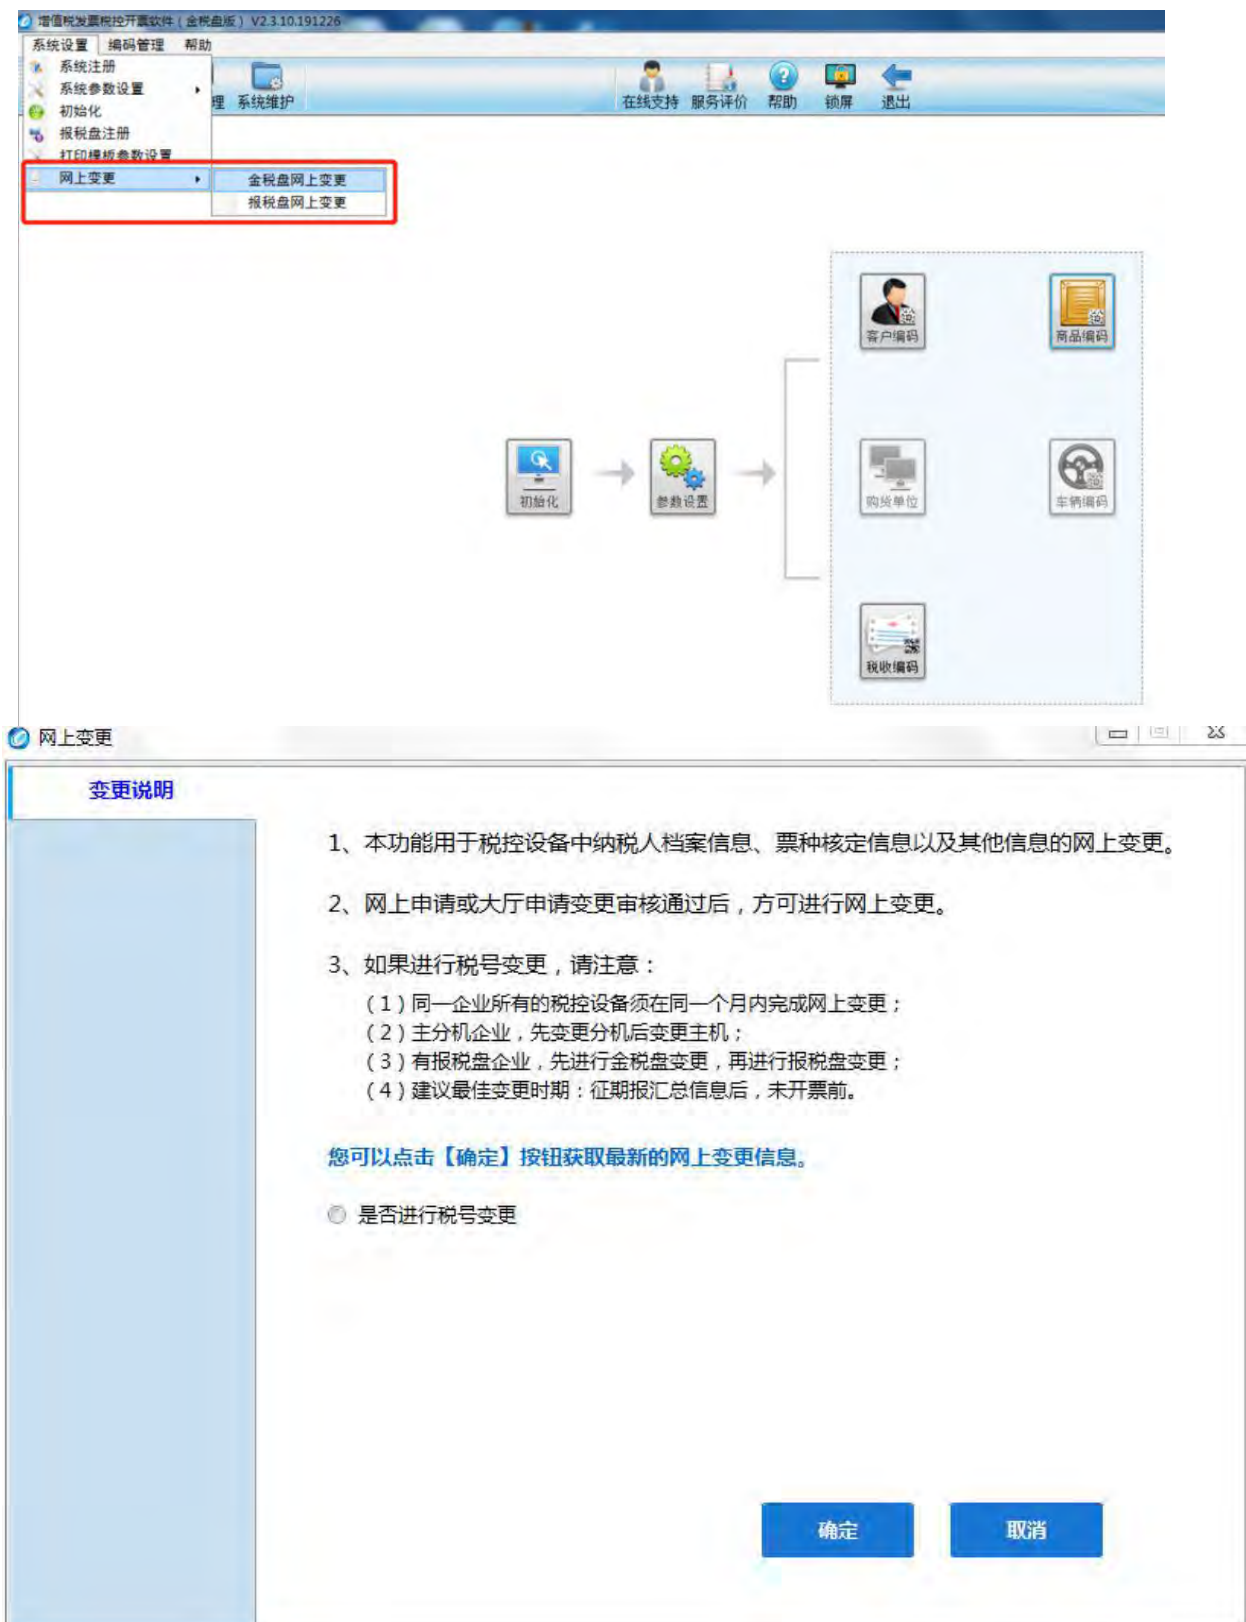 增值税发票税控开票软件（金税盘版）V2.3.10.191226
系统设置 编码管理 帮助
系统注册
系统参数设置
初始化
报税盘注册
打印模板参数设置
网上变更
金税盘网上变更
报税盘网上变更
理 系统维护
在线支持 服务评价 帮助 锁屏 退出
客户编码 商品编码
初始化 参数设置 购货单位 车辆编码
税收编码
网上变更
变更说明
1、本功能用于税控设备中纳税人档案信息、票种核定信息以及其他信息的网上变更。
2、网上申请或大厅申请变更审核通过后，方可进行网上变更。
3、如果进行税号变更，请注意：
（1）同一企业所有的税控设备须在同一个月内完成网上变更；
（2）主分机企业，先变更分机后变更主机；
（3）有报税盘企业，先进行金税盘变更，再进行报税盘变更；
（4）建议最佳变更时期：征期报汇总信息后，未开票前。
您可以点击【确定】按钮获取最新的网上变更信息。
是否进行税号变更
确定 取消